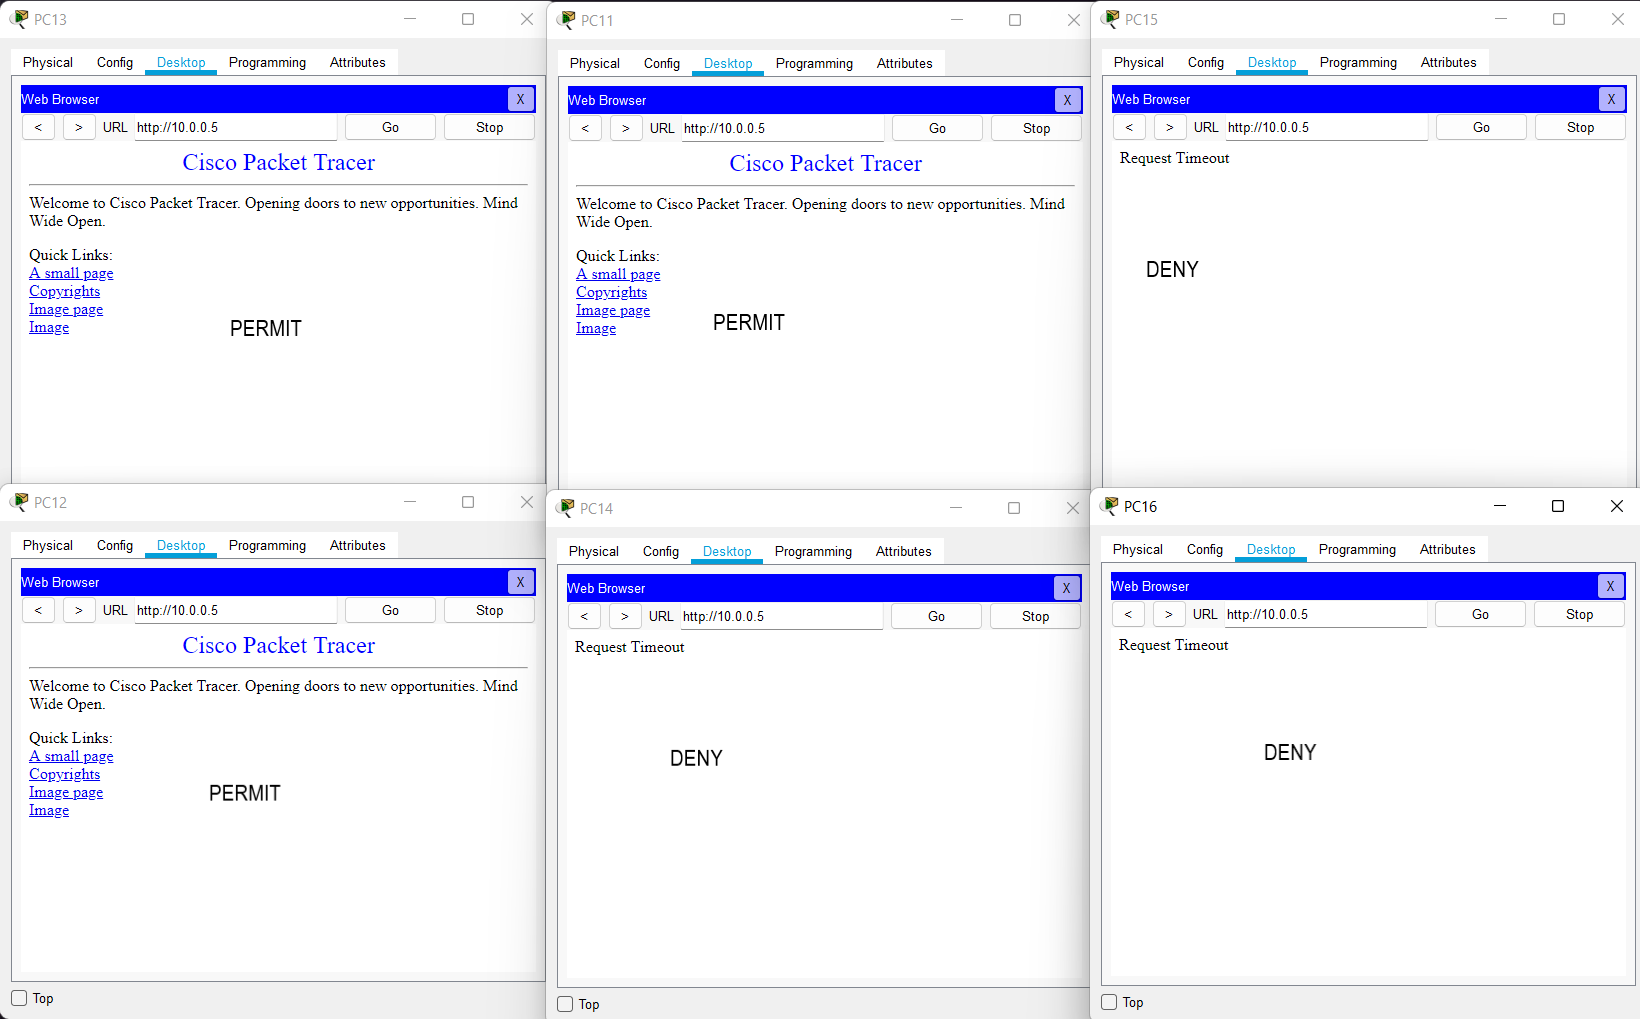 PC13
Physical Config Desktop Programming Attributes
Web Browser X
< > URL http://10.0.0.5 Go Stop
Cisco Packet Tracer
Welcome to Cisco Packet Tracer. Opening doors to new opportunities. Mind
Wide Open.
Quick Links:
A small page
Copyrights
Image page
Image
PERMIT
PC11
Physical Config Desktop Programming Attributes
Web Browser X
< > URL http://10.0.0.5 Go Stop
Cisco Packet Tracer
Welcome to Cisco Packet Tracer. Opening doors to new opportunities. Mind
Wide Open.
Quick Links:
A small page
Copyrights
Image page
Image
PERMIT
PC15
Physical Config Desktop Programming Attributes
Web Browser X
< > URL http://10.0.0.5 Go Stop
Request Timeout
DENY
PC12
Physical Config Desktop Programming Attributes
Web Browser X
< > URL http://10.0.0.5 Go Stop
Cisco Packet Tracer
Welcome to Cisco Packet Tracer. Opening doors to new opportunities. Mind
Wide Open.
Quick Links:
A small page
Copyrights
Image page
Image
PERMIT
Top
PC14
Physical Config Desktop Programming Attributes
Web Browser X
< > URL http://10.0.0.5 Go Stop
Request Timeout
DENY
Top
PC16
Physical Config Desktop Programming Attributes
Web Browser X
< > URL http://10.0.0.5 Go Stop
Request Timeout
DENY
Top